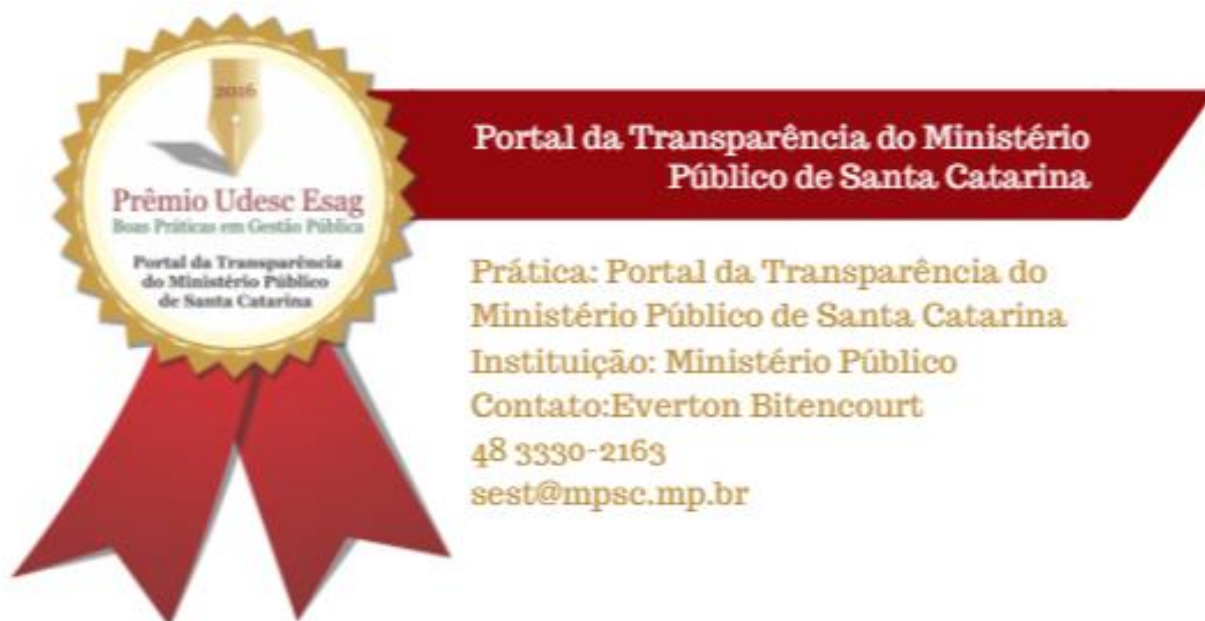 2016
Prêmio Udesc Esag
Boas Práticas em Gestão Pública
Portal da Transparência
do Ministério Público
de Santa Catarina
Portal da Transparência do Ministério
Público de Santa Catarina
Prática: Portal da Transparência do
Ministério Público de Santa Catarina
Instituição: Ministério Público
Contato:Everton Bitencourt
48 3330-2163
sest@mpsc.mp.br